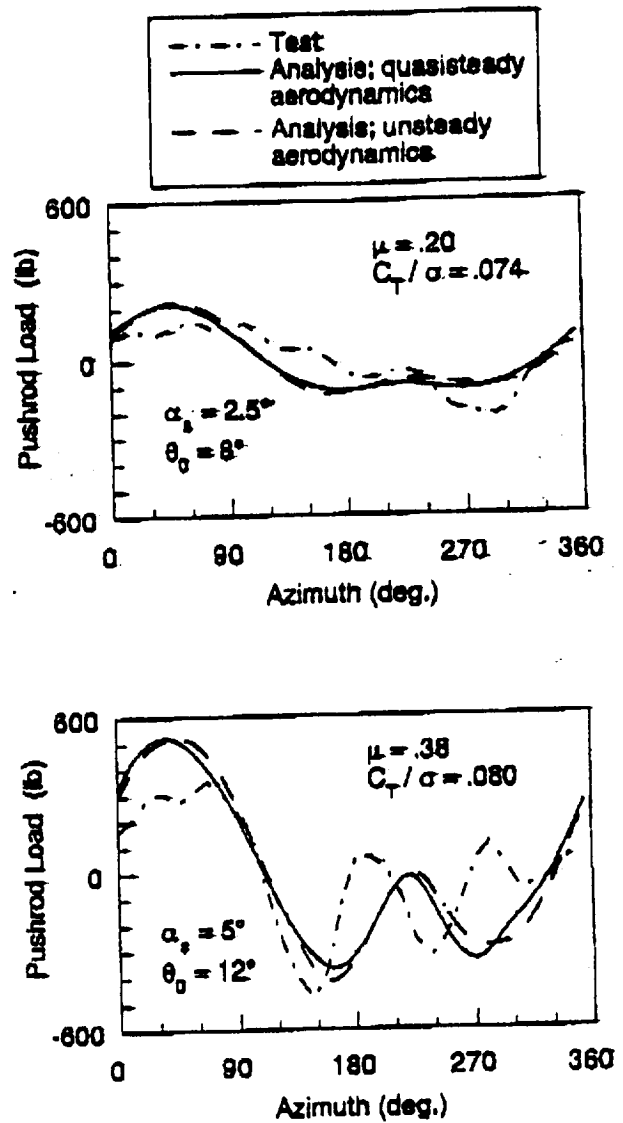 Test
Analysis; quasisteady
aerodynamics
Analysis; unsteady
aerodynamics
600
0
-600
Pushrod Load (lb)
μ = .20
C_T / σ = .074
α_s = 2.5°
θ_0 = 8°
0 90 180 270 360
Azimuth (deg.)
600
0
-600
Pushrod Load (lb)
μ = .38
C_T / σ = .080
α_s = 5°
θ_0 = 12°
0 90 180 270 360
Azimuth (deg.)